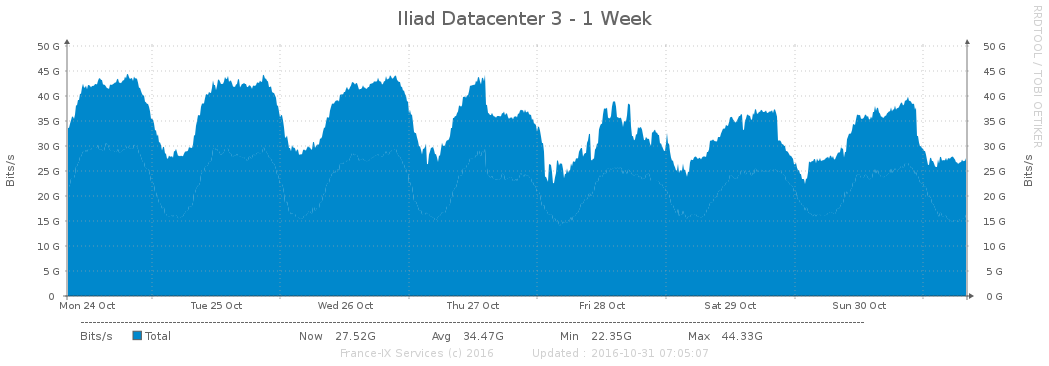 Iliad Datacenter 3 - 1 Week
RRDTOOL / TOBI OETIKER
Bits/s
50 G 50 G
45 G 45 G
40 G 40 G
35 G 35 G
30 G 30 G
25 G 25 G
20 G 20 G
15 G 15 G
10 G 10 G
5 G 5 G
0 0 G
Bits/s
Mon 24 Oct Tue 25 Oct Wed 26 Oct Thu 27 Oct Fri 28 Oct Sat 29 Oct Sun 30 Oct
Bits/s Total Now 27.52G Avg 34.47G Min 22.35G Max 44.33G
France-IX Services (c) 2016 Updated : 2016-10-31 07:05:07